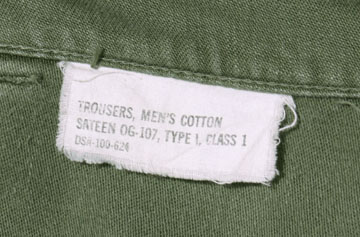 TROUSERS, MEN'S COTTON
SATEEN OG-107, TYPE I, CLASS 1
DSA-100-624